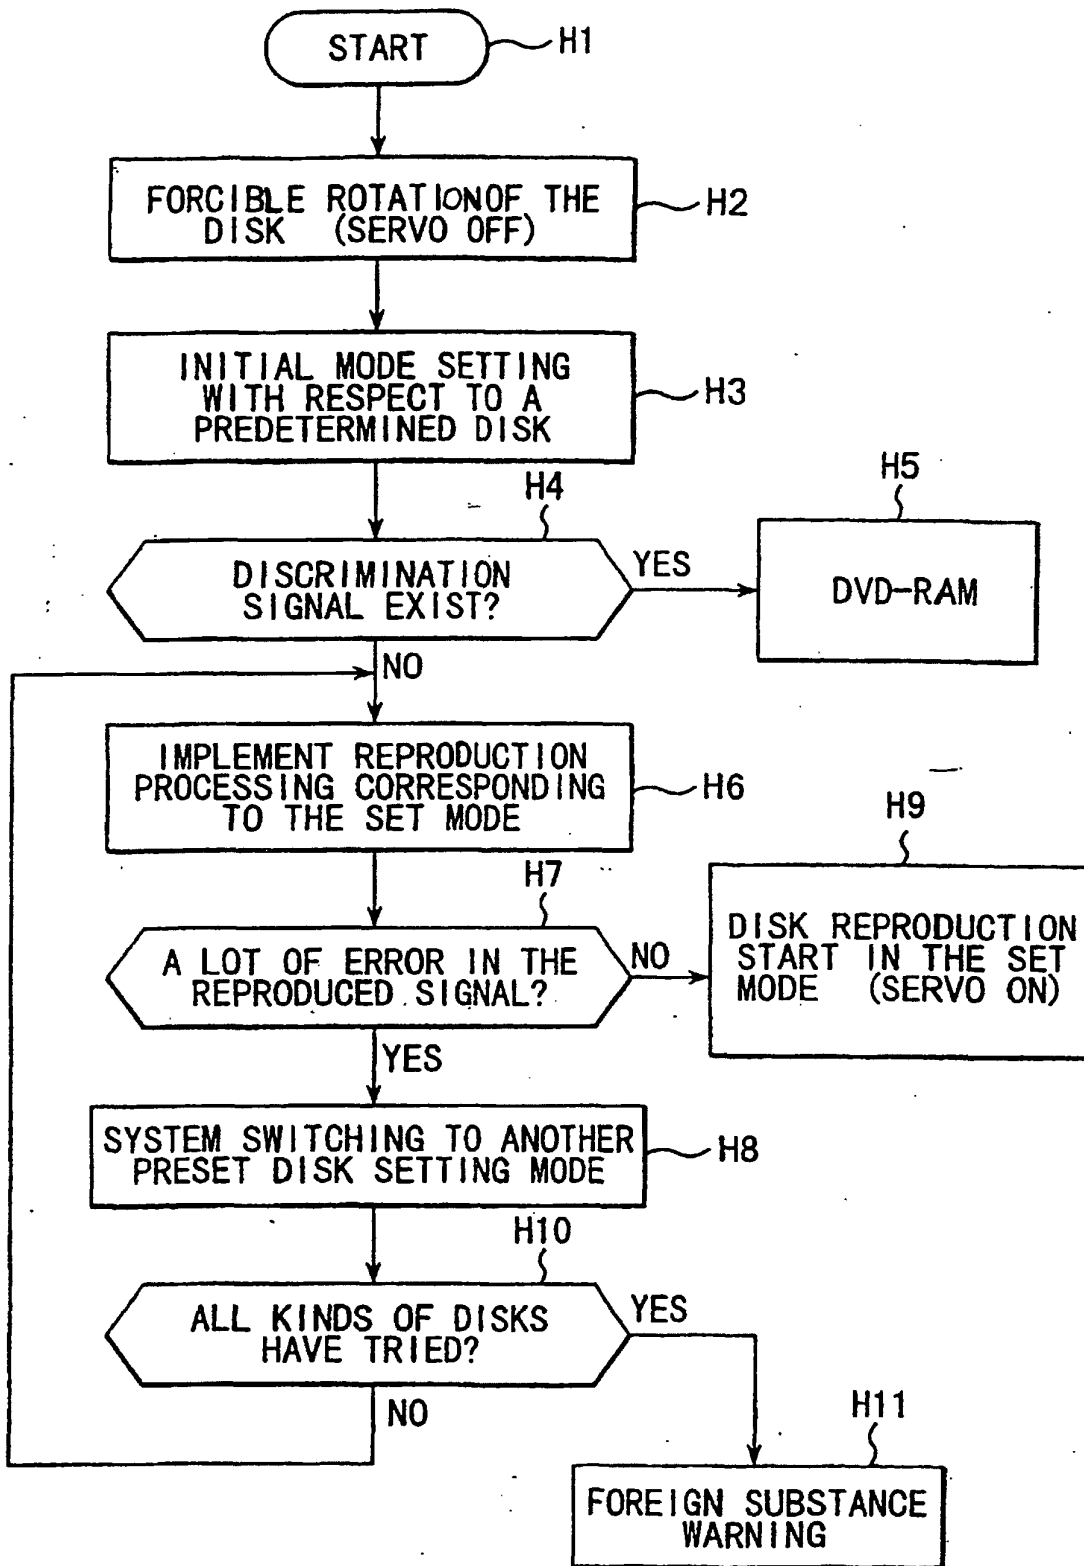 START
H1
FORCIBLE ROTATION OF THE
DISK (SERVO OFF)
H2
INITIAL MODE SETTING
WITH RESPECT TO A
PREDETERMINED DISK
H3
H4
DISCRIMINATION
SIGNAL EXIST?
YES
H5
DVD-RAM
NO
IMPLEMENT REPRODUCTION
PROCESSING CORRESPONDING
TO THE SET MODE
H6
H7
A LOT OF ERROR IN THE
REPRODUCED SIGNAL?
NO
H9
DISK REPRODUCTION
START IN THE SET
MODE (SERVO ON)
YES
SYSTEM SWITCHING TO ANOTHER
PRESET DISK SETTING MODE
H8
H10
ALL KINDS OF DISKS
HAVE TRIED?
YES
NO
H11
FOREIGN SUBSTANCE
WARNING